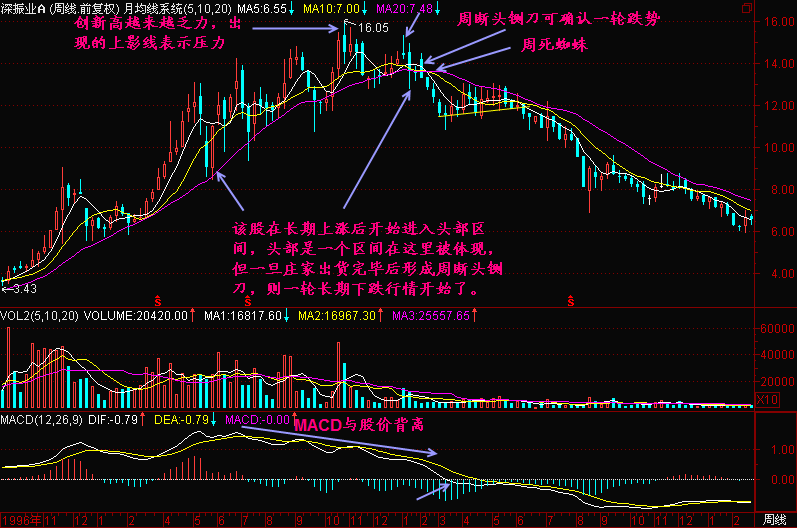 深振业A (周线.前复权) 月均线系统(5,10,20) MA5:6.55↓ MA10:7.00↓ MA20:7.48↓
创新高越来越乏力，出
现的上影线表示压力
16.05
周断头铡刀可确认一轮跌势
周死蜘蛛
16.00
14.00
12.00
10.00
8.00
6.00
4.00
该股在长期上涨后开始进入头部区
间，头部是一个区间在这里被体现，
但一旦庄家出货完毕后形成周断头铡
刀，则一轮长期下跌行情开始了。
←3.43
S S S
VOL2(5,10,20) VOLUME:20420.00↑ MA1:16817.60↓ MA2:16967.30↑ MA3:25557.65↑
60000
40000
20000
X10
MACD(12,26,9) DIF:-0.79↑ DEA:-0.79↓ MACD:-0.00↑
MACD与股价背高
1.00
0.00
1996年 11 12 1 2 3 4 5 6 7 8 9 10 11 12 1 2 3 4 5 6 7 8 9 10 11 12 1 2 周线